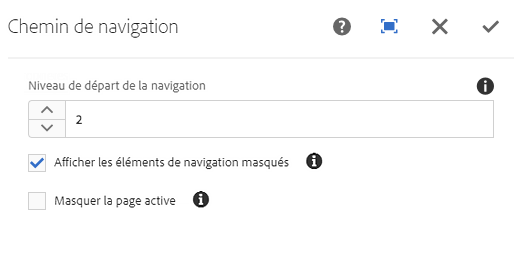 Chemin de navigation
Niveau de départ de la navigation
2
Afficher les éléments de navigation masqués
Masquer la page active